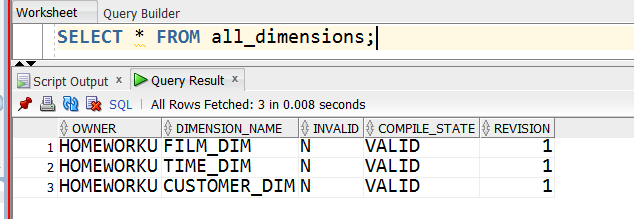 Worksheet Query Builder
SELECT * FROM all_dimensions;
Script Output x Query Result x
SQL | All Rows Fetched: 3 in 0.008 seconds
OWNER DIMENSION_NAME INVALID COMPILE_STATE REVISION
1 HOMEWORKU FILM_DIM N VALID 1
2 HOMEWORKU TIME_DIM N VALID 1
3 HOMEWORKU CUSTOMER_DIM N VALID 1